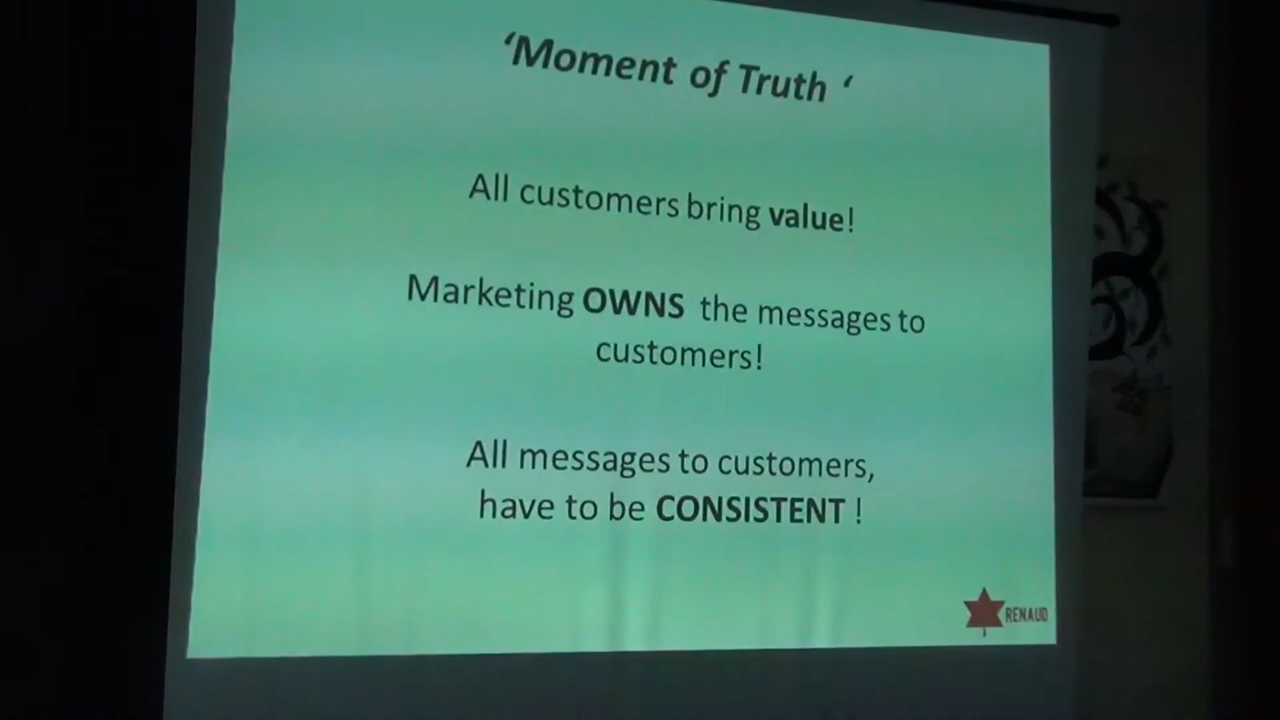 ‘Moment of Truth ‘
All customers bring value!
Marketing OWNS the messages to
customers!
All messages to customers,
have to be CONSISTENT !
RENAUD